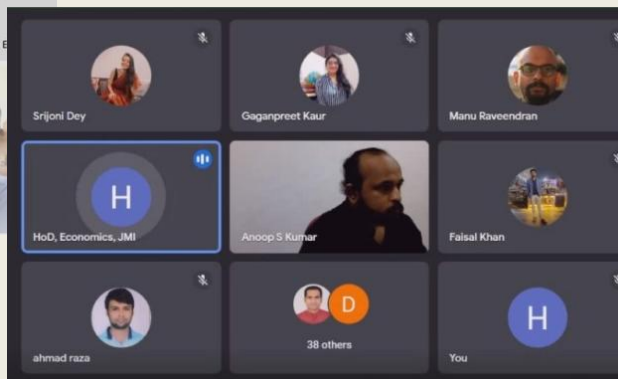 E
Srijoni Dey
Gaganpreet Kaur
Manu Raveendran
H
HoD, Economics, JMI
Anoop S Kumar
Faisal Khan
ahmad raza
D
38 others
H
You